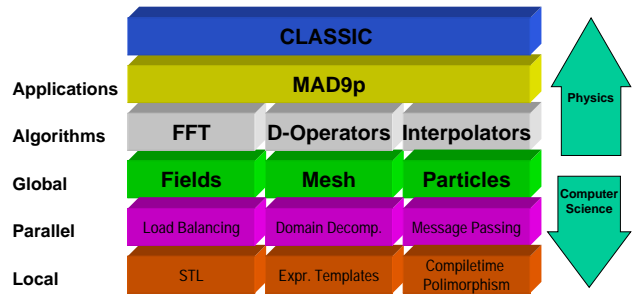 CLASSIC
Applications MAD9p
Physics
Algorithms FFT D-Operators Interpolators
Global Fields Mesh Particles
Computer
Science
Parallel Load Balancing Domain Decomp. Message Passing
Local STL Expr. Templates Compiletime
Polimorphism